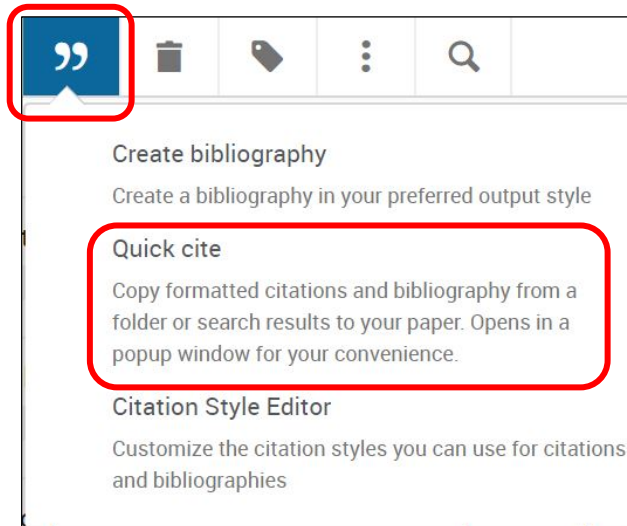 Create bibliography
Create a bibliography in your preferred output style
Quick cite
Copy formatted citations and bibliography from a
folder or search results to your paper. Opens in a
popup window for your convenience.
Citation Style Editor
Customize the citation styles you can use for citations
and bibliographies